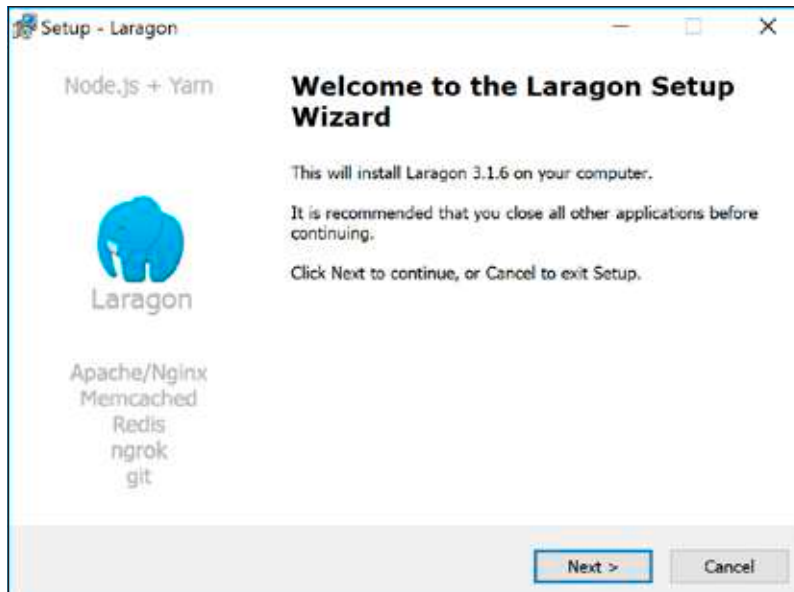 Setup - Laragon
Node.js + Yarn
Laragon
Apache/Nginx
Memcached
Redis
ngrok
git
Welcome to the Laragon Setup
Wizard
This will install Laragon 3.1.6 on your computer.
It is recommended that you close all other applications before
continuing.
Click Next to continue, or Cancel to exit Setup.
Next >
Cancel